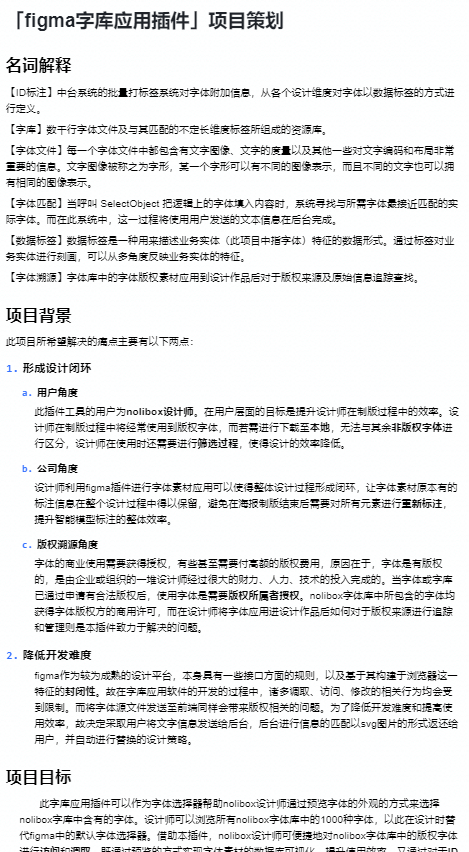 「figma字库应用插件」项目策划
名词解释
【ID标注】中台系统的批量打标签系统对字体附加信息，从各个设计维度对字体以数据标签的方式进
行定义。
【字库】数千行字体文件及与其匹配的不定长维度标签所组成的资源库。
【字体文件】每一个字体文件中都包含有文字图像、文字的度量以及其他一些对文字编码和布局非常
重要的信息。文字图像被称之为字形，某一个字形可以有不同的图像表示，而且不同的文字也可以拥
有相同的图像表示。
【字体匹配】当呼叫 SelectObject 把逻辑上的字体填入内容时，系统寻找与所需字体最接近匹配的实
际字体。而在此系统中，这一过程将使用用户发送的文本信息在后台完成。
【数据标签】数据标签是一种用来描述业务实体（此项目中指字体）特征的数据形式。通过标签对业
务实体进行刻画，可以从多角度反映业务实体的特征。
【字体溯源】字体库中的字体版权素材应用到设计作品后对于版权来源及原始信息追踪查找。
项目背景
此项目所希望解决的痛点主要有以下两点：
1. 形成设计闭环
a. 用户角度
此插件工具的用户为nolibox设计师。在用户层面的目标是提升设计师在制版过程中的效率。设
计师在制版过程中将经常使用到版权字体，而若需进行下载至本地，无法与其余非版权字体进
行区分，设计师在使用时还需要进行筛选过程，使得设计的效率降低。
b. 公司角度
设计师利用figma插件进行字体素材应用可以使得整体设计过程形成闭环，让字体素材原本有的
标注信息在整个设计过程中得以保留，避免在海报制版结束后需要对所有元素进行重新标注，
提升智能模型标注的整体效率。
c. 版权溯源角度
字体的商业使用需要获得授权，有些甚至需要付高额的版权费用，原因在于，字体是有版权
的，是由企业或组织的一堆设计师经过很大的财力、人力、技术的投入完成的。当字体或字库
已通过申请有合法版权后，使用字体是需要版权所属者授权。nolibox字体库中所包含的字体均
获得字体版权方的商用许可，而在设计师将字体应用进设计作品后如何对于版权来源进行追踪
和管理则是本插件致力于解决的问题。
2. 降低开发难度
figma作为较为成熟的设计平台，本身具有一些接口方面的规则，以及基于其构建于浏览器这一
特征的封闭性。故在字库应用软件的开发的过程中，诸多调取、访问、修改的相关行为均会受
到限制。而将字体源文件发送至前端同样会带来版权相关的问题。为了降低开发难度和提高使
用效率，故决定采取用户将文字信息发送给后台，后台进行信息的匹配以svg图片的形式返还给
用户，并自动进行替换的设计策略。
项目目标
此字库应用插件可以作为字体选择器帮助nolibox设计师通过预览字体的外观的方式来选择
nolibox字库中含有的字体。设计师可以浏览所有nolibox字体库中的1000种字体，以此在设计时替
代figma中的默认字体选择器。借助本插件，nolibox设计师可便捷地对nolibox字体库中的版权字体